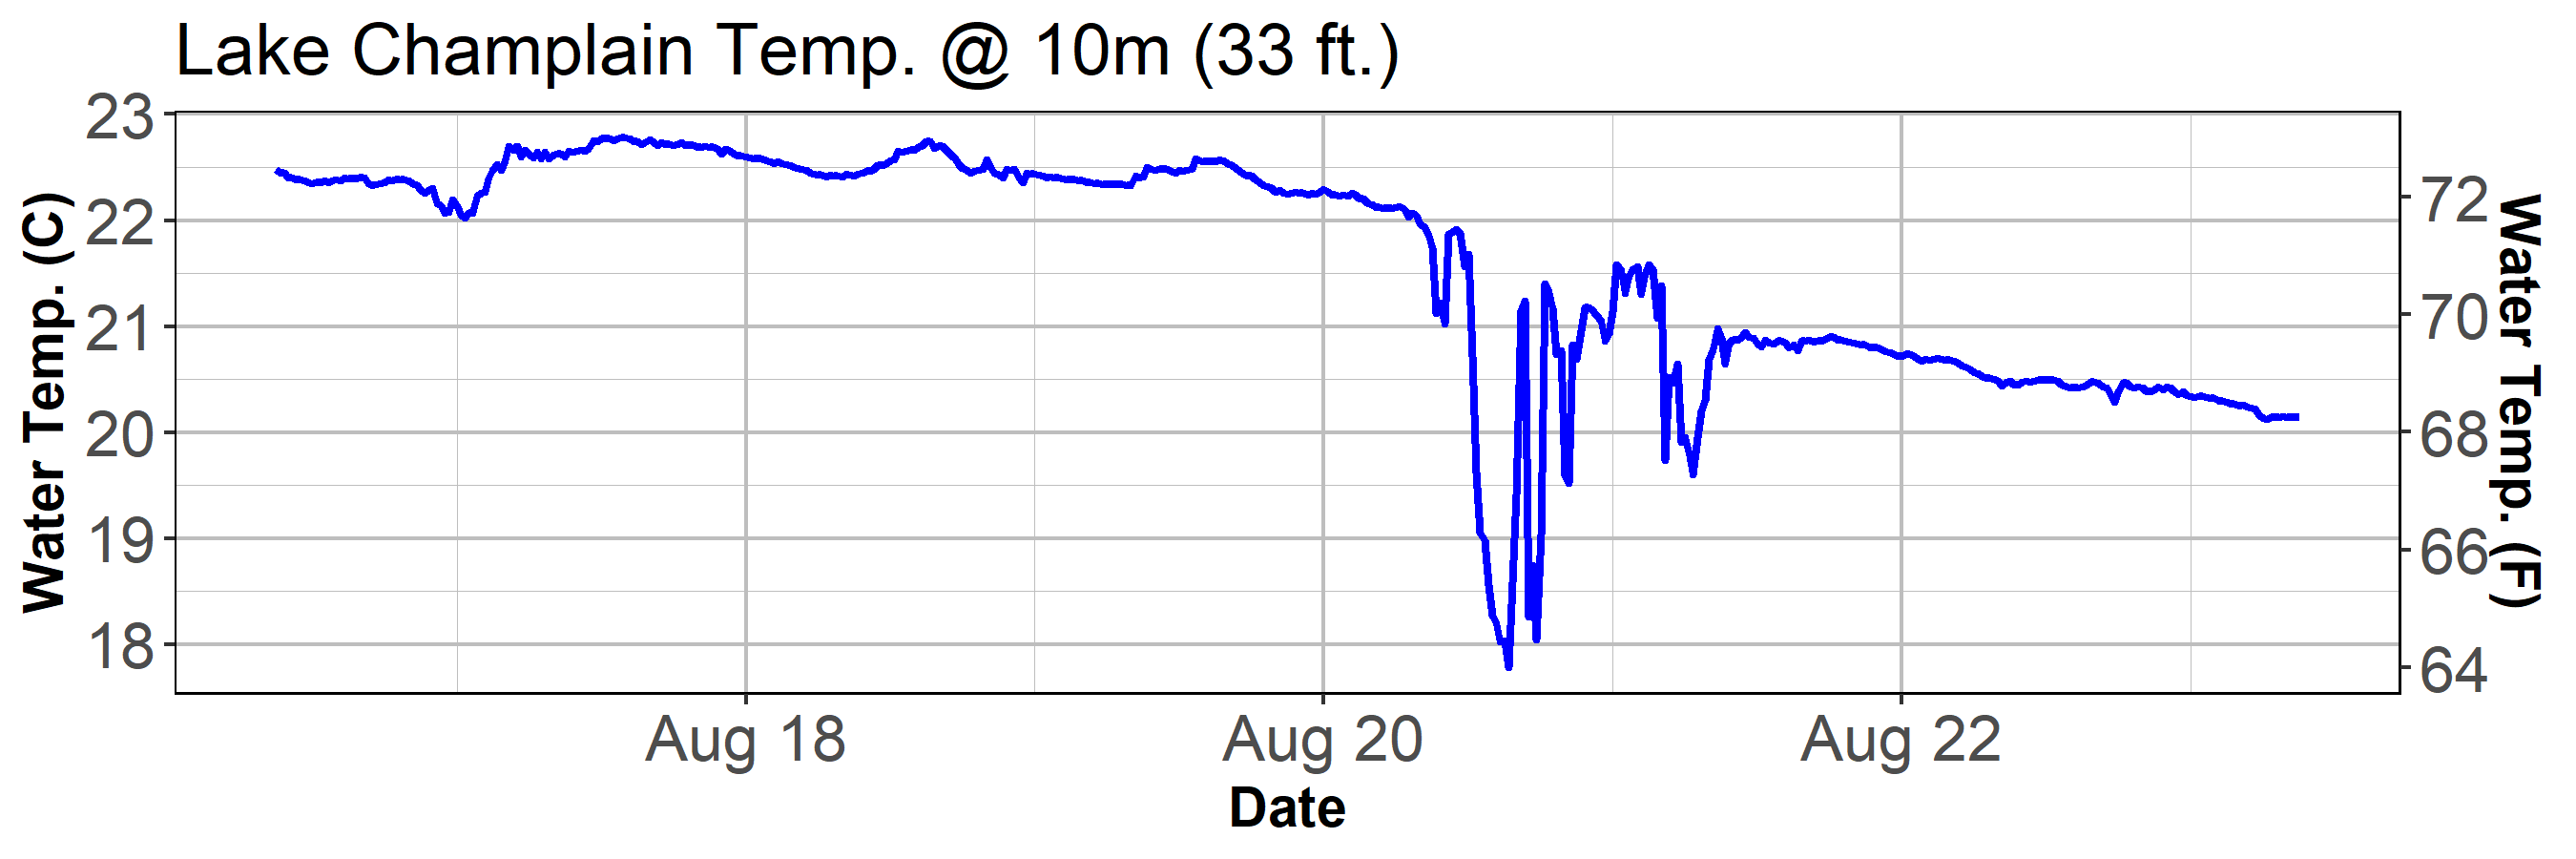 Lake Champlain Temp. @ 10m (33 ft.)
Water Temp. (C)
23
22
21
20
19
18
72
70
68
66
64
Water Temp. (F)
Aug 18 Aug 20 Aug 22
Date